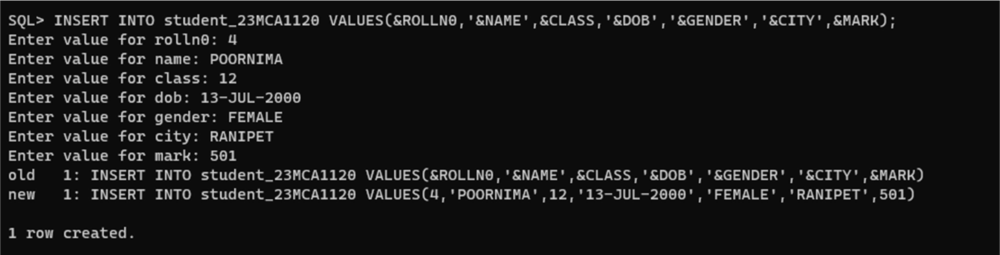 SQL> INSERT INTO student_23MCA1120 VALUES(&ROLLN0,'&NAME',&CLASS,'&DOB','&GENDER','&CITY',&MARK);
Enter value for rolln0: 4
Enter value for name: POORNIMA
Enter value for class: 12
Enter value for dob: 13-JUL-2000
Enter value for gender: FEMALE
Enter value for city: RANIPET
Enter value for mark: 501
old   1: INSERT INTO student_23MCA1120 VALUES(&ROLLN0,'&NAME',&CLASS,'&DOB','&GENDER','&CITY',&MARK)
new   1: INSERT INTO student_23MCA1120 VALUES(4,'POORNIMA',12,'13-JUL-2000','FEMALE','RANIPET',501)
1 row created.